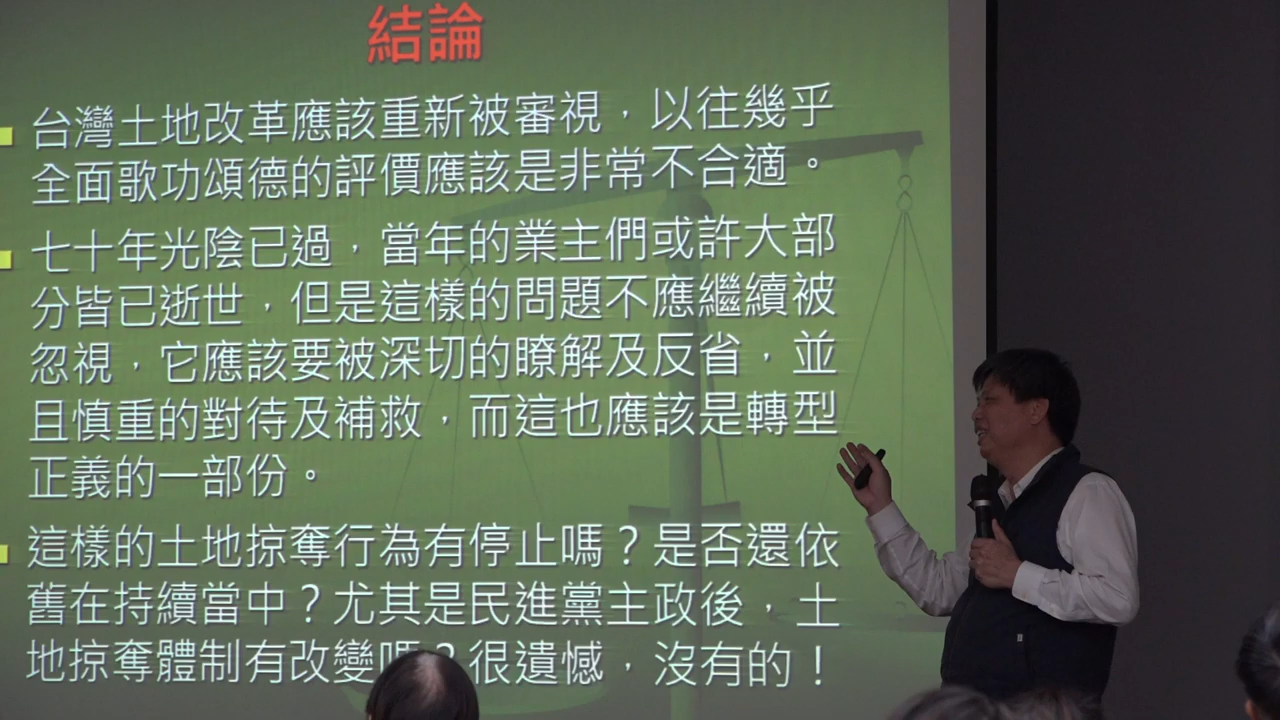 結論
台灣土地改革應該重新被審視，以往幾乎
全面歌功頌德的評價應該是非常不合適。
七十年光陰已過，當年的業主們或許大部
分皆已逝世，但是這樣的問題不應繼續被
忽視，它應該要被深切的瞭解及反省，並
且慎重的對待及補救，而這也應該是轉型
正義的一部份。
這樣的土地掠奪行為有停止嗎？是否還依
舊在持續當中？尤其是民進黨主政後，土
地掠奪體制有改變嗎？很遺憾，沒有的！